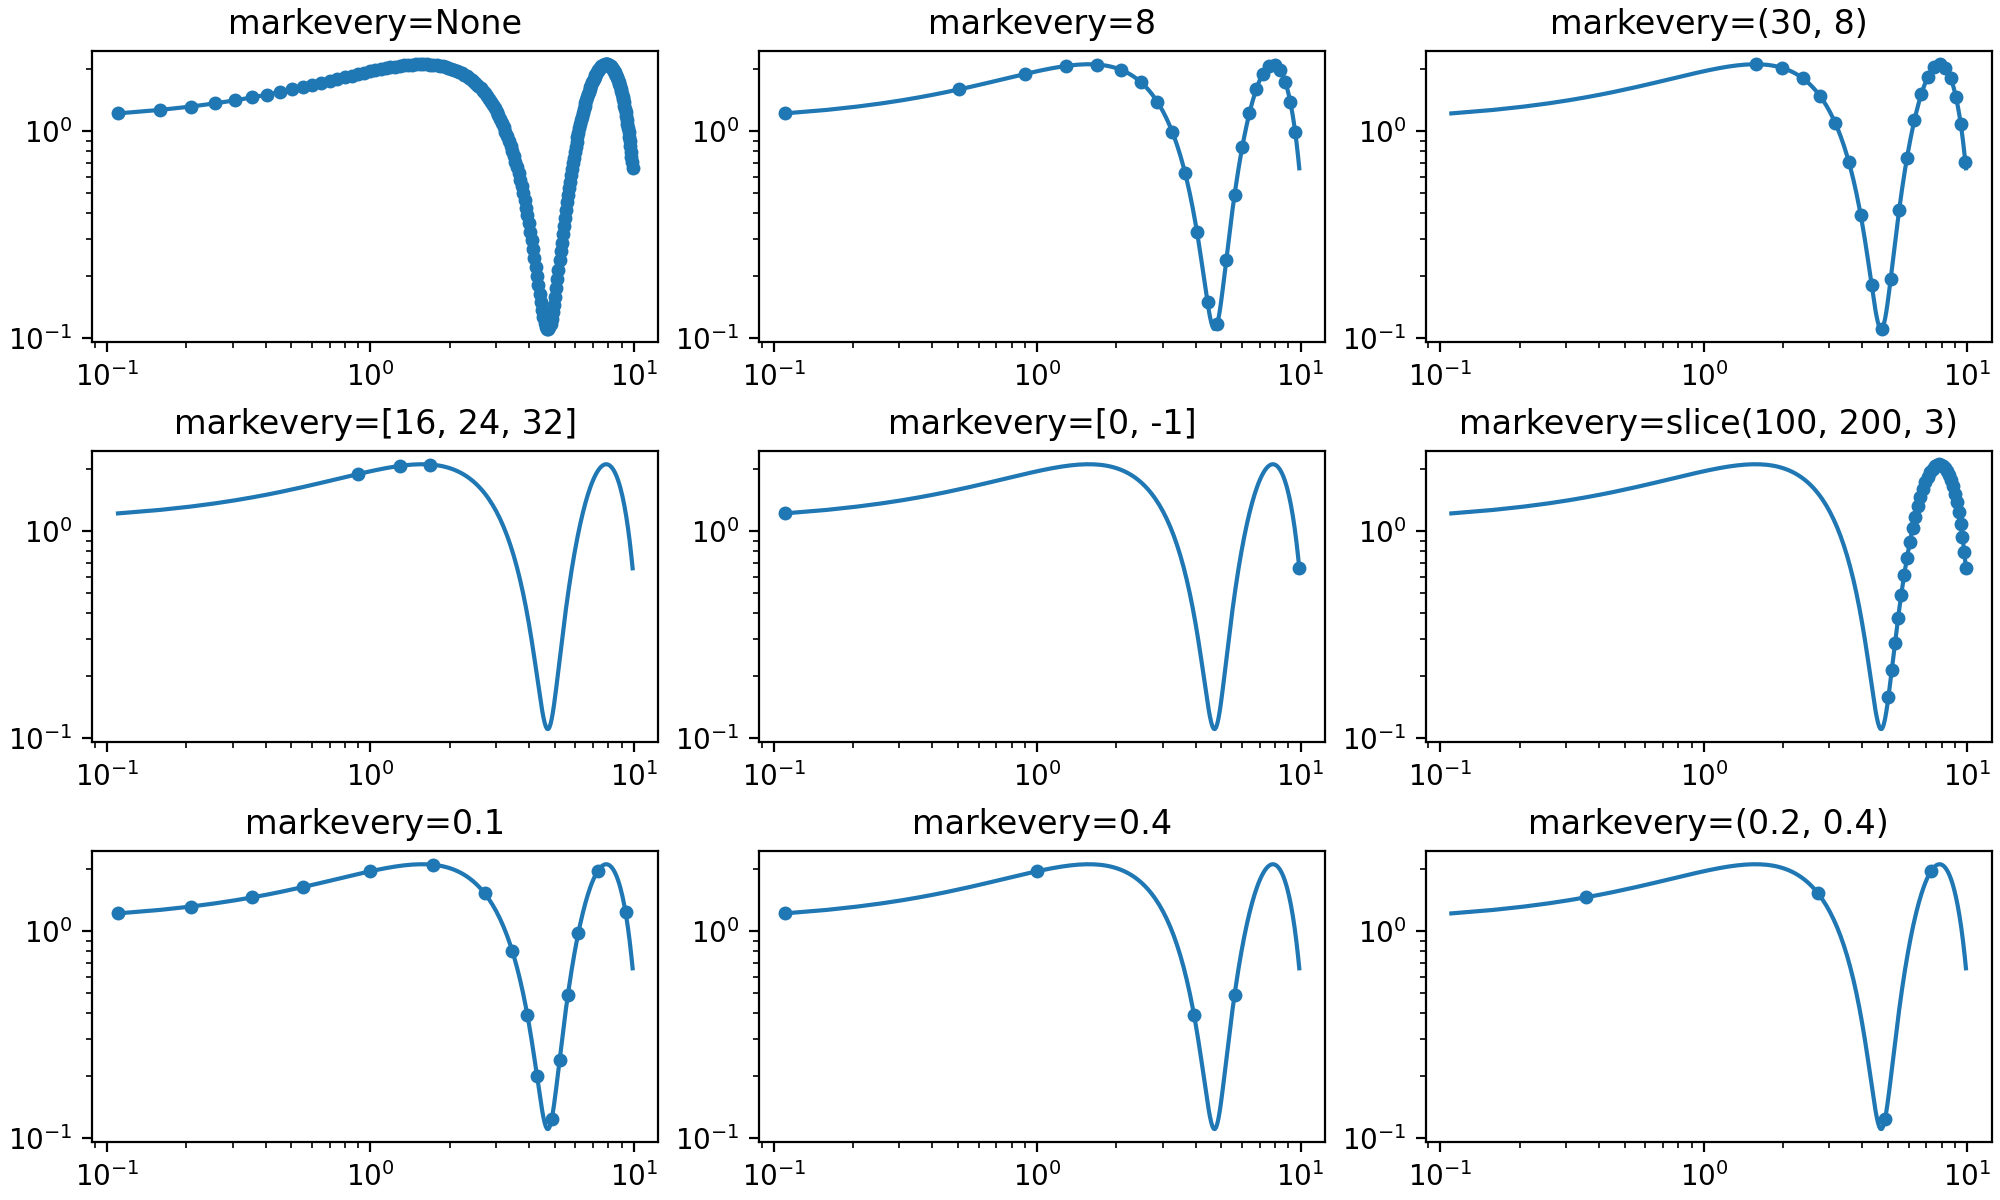 markevery=None
markevery=8
markevery=(30, 8)
10⁰
10⁰
10⁰
10⁻¹
10⁻¹
10⁻¹
10⁻¹ 10⁰ 10¹
10⁻¹ 10⁰ 10¹
10⁻¹ 10⁰ 10¹
markevery=[16, 24, 32]
markevery=[0, -1]
markevery=slice(100, 200, 3)
10⁰
10⁰
10⁰
10⁻¹
10⁻¹
10⁻¹
10⁻¹ 10⁰ 10¹
10⁻¹ 10⁰ 10¹
10⁻¹ 10⁰ 10¹
markevery=0.1
markevery=0.4
markevery=(0.2, 0.4)
10⁰
10⁰
10⁰
10⁻¹
10⁻¹
10⁻¹
10⁻¹ 10⁰ 10¹
10⁻¹ 10⁰ 10¹
10⁻¹ 10⁰ 10¹